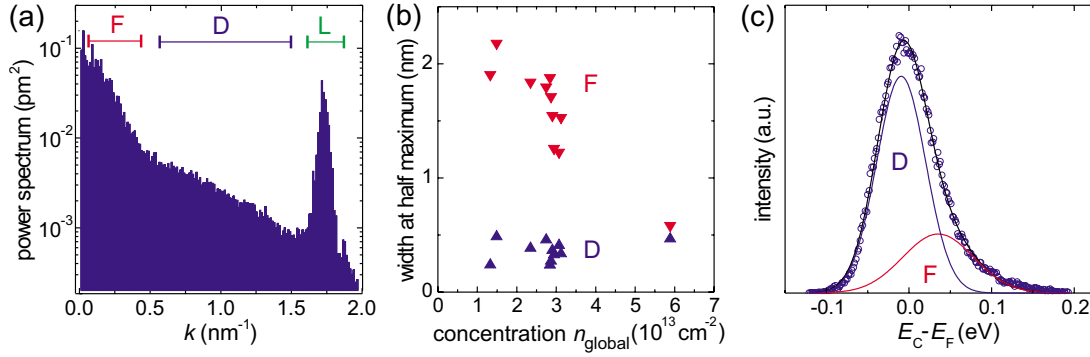 (a)
F
D
L
power spectrum (pm²)
10⁻¹
10⁻²
10⁻³
0.0
0.5
1.0
1.5
2.0
k (nm⁻¹)
(b)
width at half maximum (nm)
2
1
0
F
D
0
1
2
3
4
5
6
7
concentration n_global (10¹³ cm⁻²)
(c)
intensity (a.u.)
D
F
-0.1
0.0
0.1
0.2
E_C-E_F (eV)